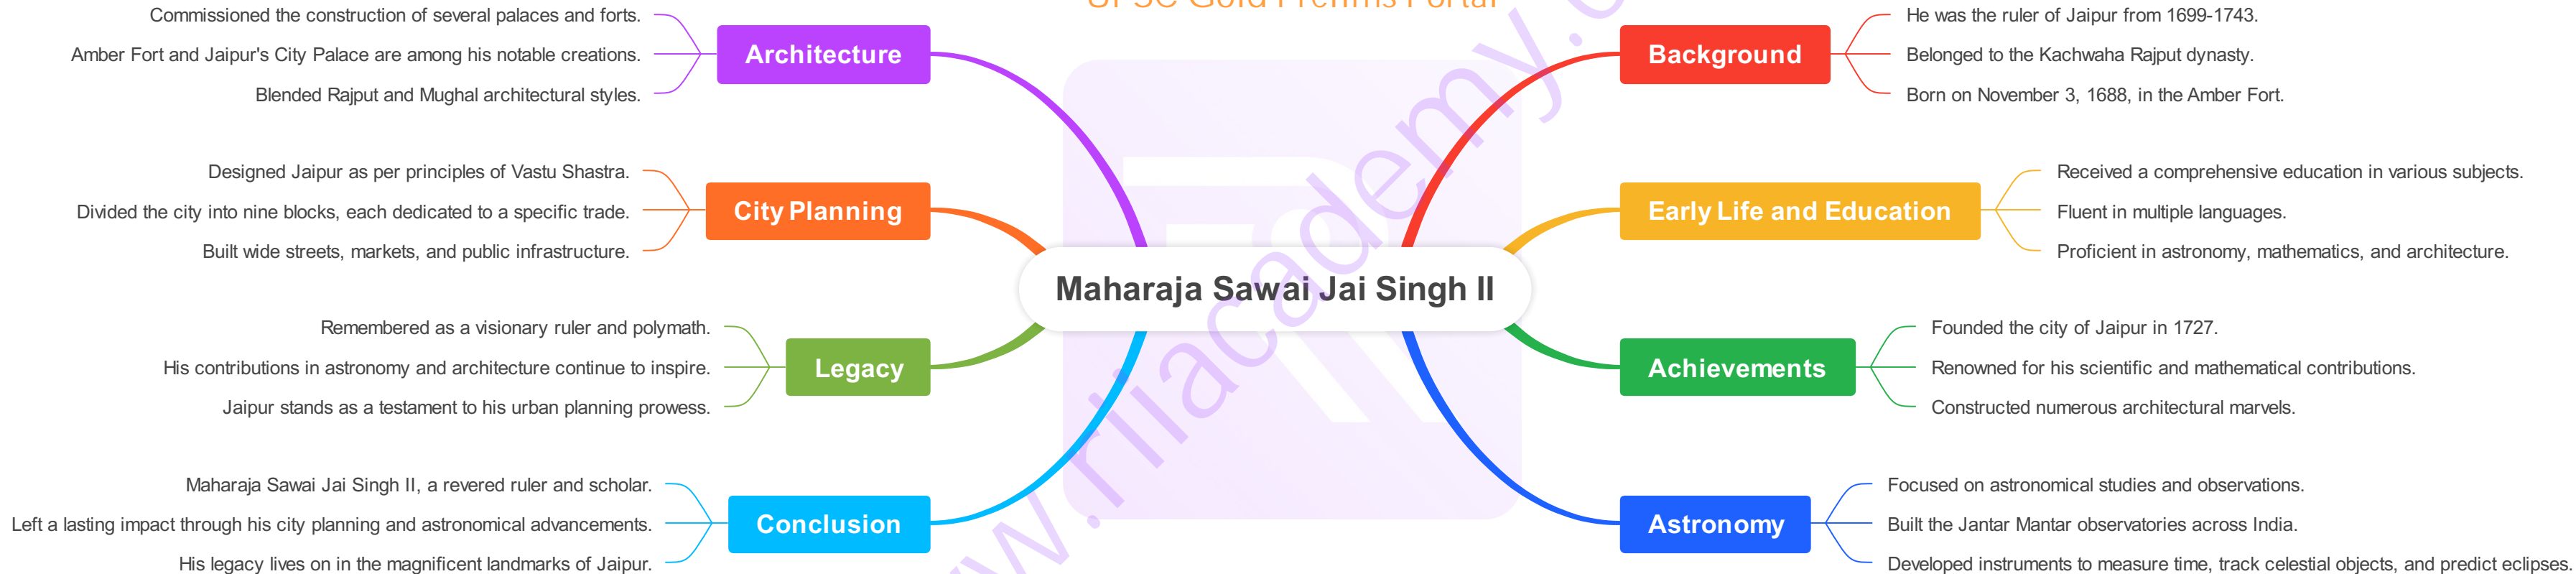 UPSC Gold Prelims Portal
Maharaja Sawai Jai Singh II
Background
He was the ruler of Jaipur from 1699-1743.
Belonged to the Kachwaha Rajput dynasty.
Born on November 3, 1688, in the Amber Fort.
Early Life and Education
Received a comprehensive education in various subjects.
Fluent in multiple languages.
Proficient in astronomy, mathematics, and architecture.
Achievements
Founded the city of Jaipur in 1727.
Renowned for his scientific and mathematical contributions.
Constructed numerous architectural marvels.
Astronomy
Focused on astronomical studies and observations.
Built the Jantar Mantar observatories across India.
Developed instruments to measure time, track celestial objects, and predict eclipses.
Architecture
Commissioned the construction of several palaces and forts.
Amber Fort and Jaipur's City Palace are among his notable creations.
Blended Rajput and Mughal architectural styles.
City Planning
Designed Jaipur as per principles of Vastu Shastra.
Divided the city into nine blocks, each dedicated to a specific trade.
Built wide streets, markets, and public infrastructure.
Legacy
Remembered as a visionary ruler and polymath.
His contributions in astronomy and architecture continue to inspire.
Jaipur stands as a testament to his urban planning prowess.
Conclusion
Maharaja Sawai Jai Singh II, a revered ruler and scholar.
Left a lasting impact through his city planning and astronomical advancements.
His legacy lives on in the magnificent landmarks of Jaipur.